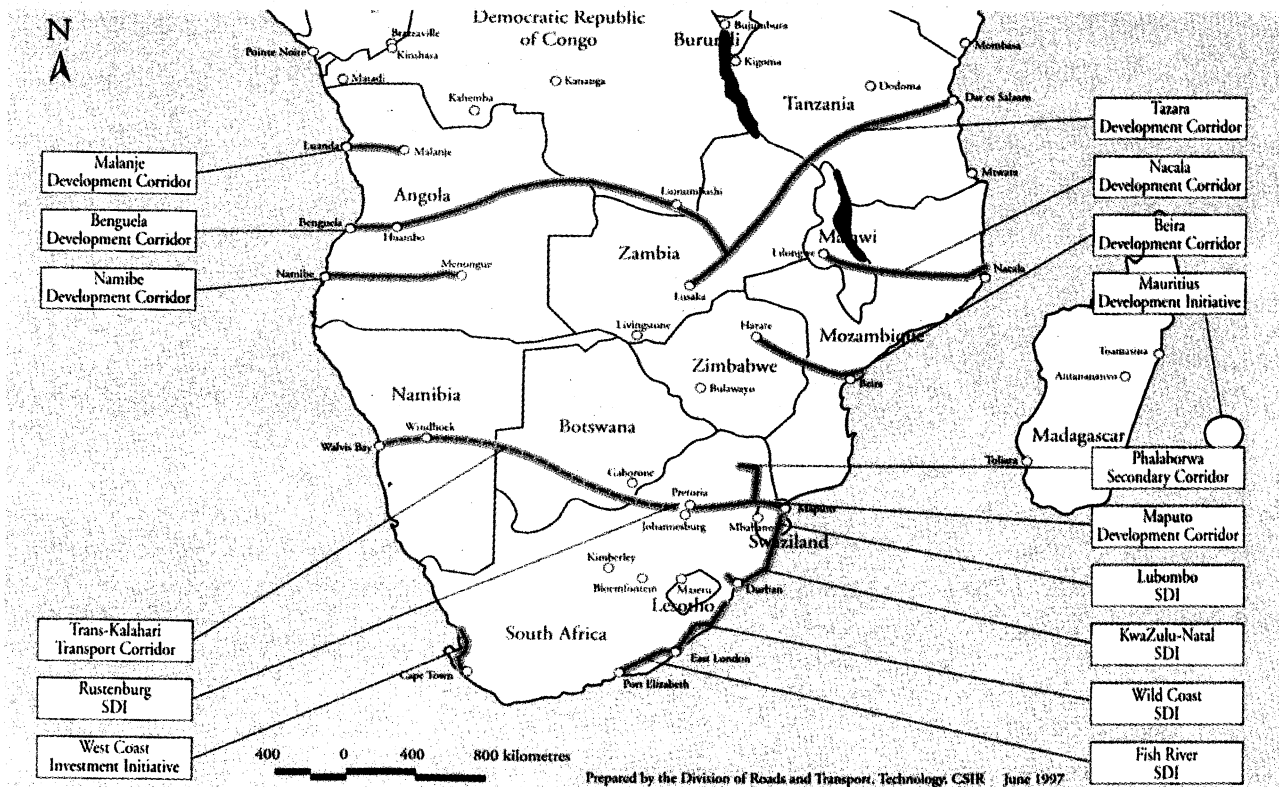 N
Democratic Republic
of Congo
Bujumbura
Burundi
Brazzaville
Pointe Noire
Kinshasa
Mombasa
Kigoma
Matadi
Kananga
Dodoma
Tanzania
Kahemba
Dar es Salaam
Tazara
Development Corridor
Luanda
Malanje
Malanje
Development Corridor
Mtwara
Nacala
Development Corridor
Angola
Lumumbashi
Benguela
Development Corridor
Benguela
Huambo
Beira
Development Corridor
Zambia
Malawi
Lilongwe
Namibe
Development Corridor
Namibe
Menongue
Nacala
Mauritius
Development Initiative
Lusaka
Livingstone
Harare
Mozambique
Zimbabwe
Toamasina
Bulawayo
Beira
Antananarivo
Namibia
Botswana
Windhoek
Walvis Bay
Madagascar
Toliara
Phalaborwa
Secondary Corridor
Gaborone
Pretoria
Johannesburg
Maputo
Mbabane
Swaziland
Maputo
Development Corridor
Kimberley
Bloemfontein
Maseru
Lesotho
Durban
Lubombo
SDI
South Africa
Trans-Kalahari
Transport Corridor
KwaZulu-Natal
SDI
East London
Cape Town
Port Elizabeth
Rustenburg
SDI
Wild Coast
SDI
West Coast
Investment Initiative
Fish River
SDI
400 0 400 800 kilometres
Prepared by the Division of Roads and Transport. Technology. CSIR June 1997